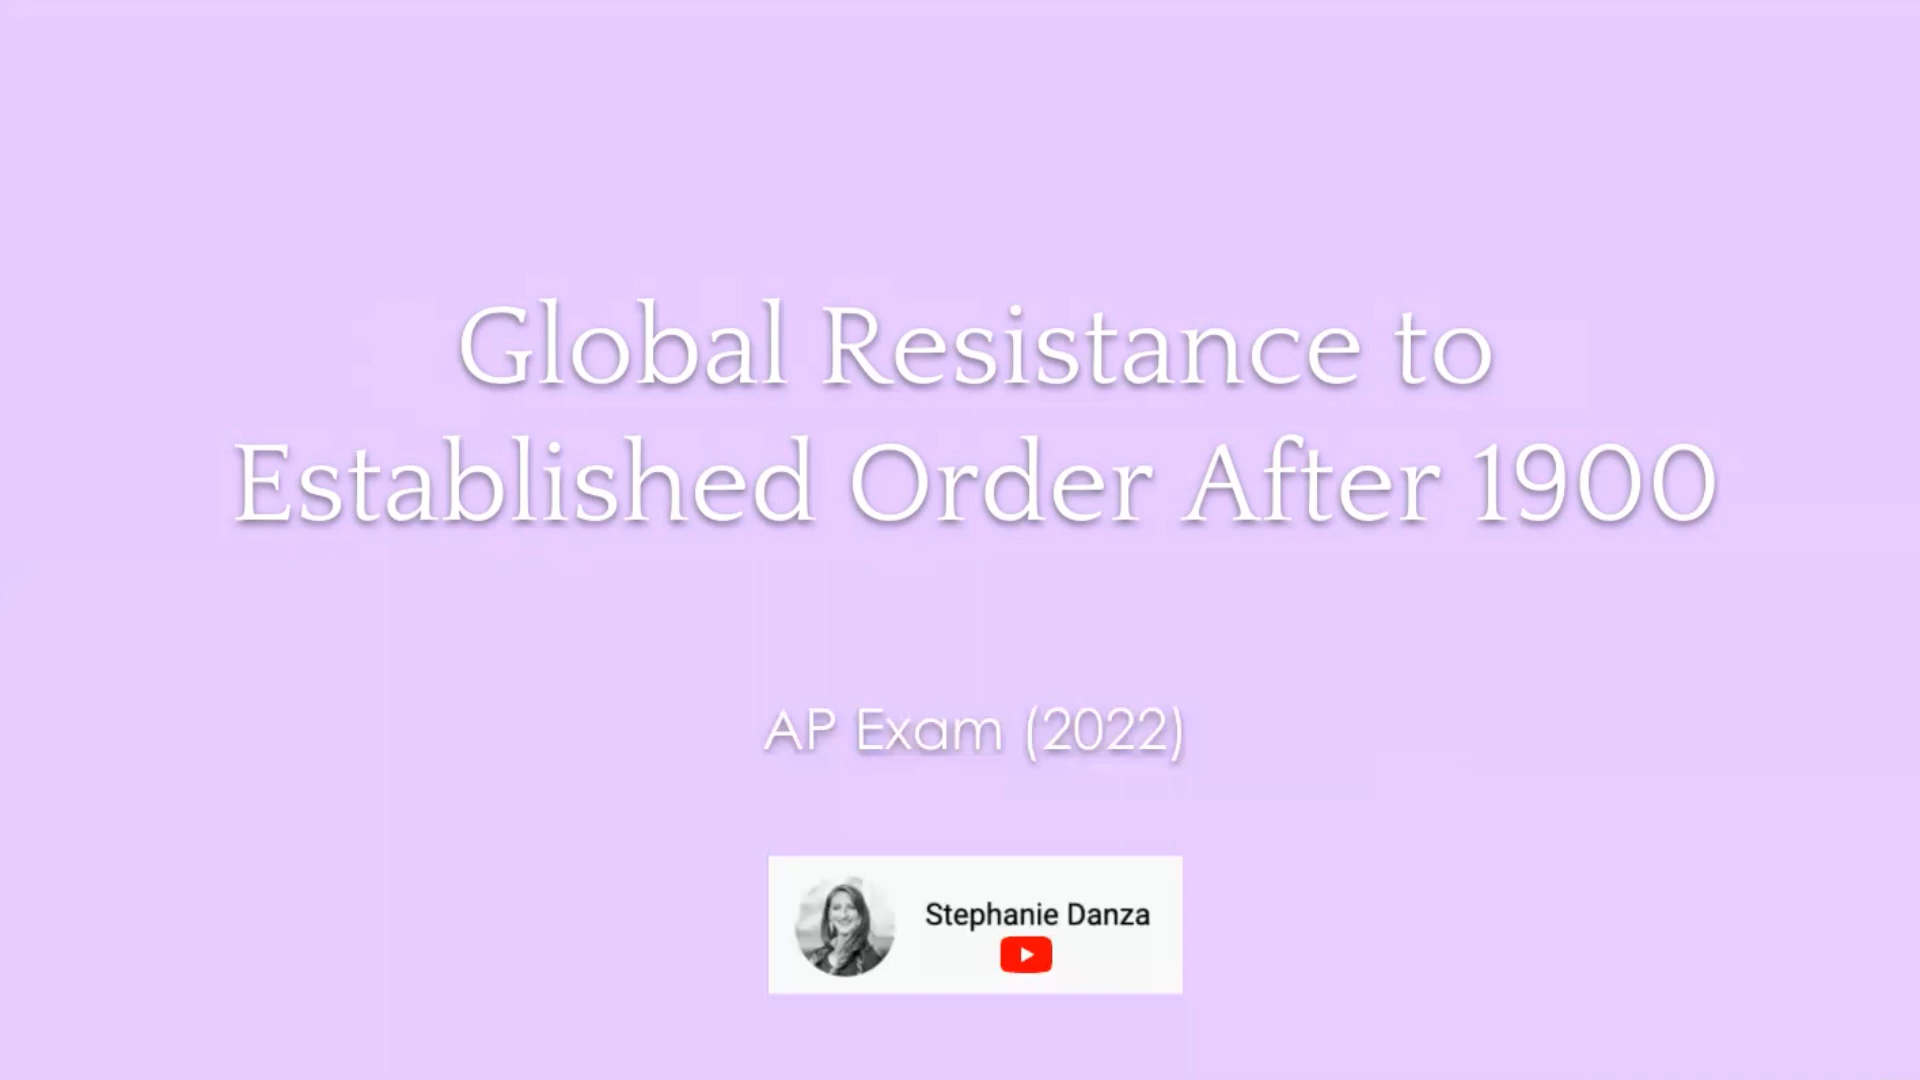 Global Resistance to
Established Order After 1900
AP Exam (2022)
Stephanie Danza